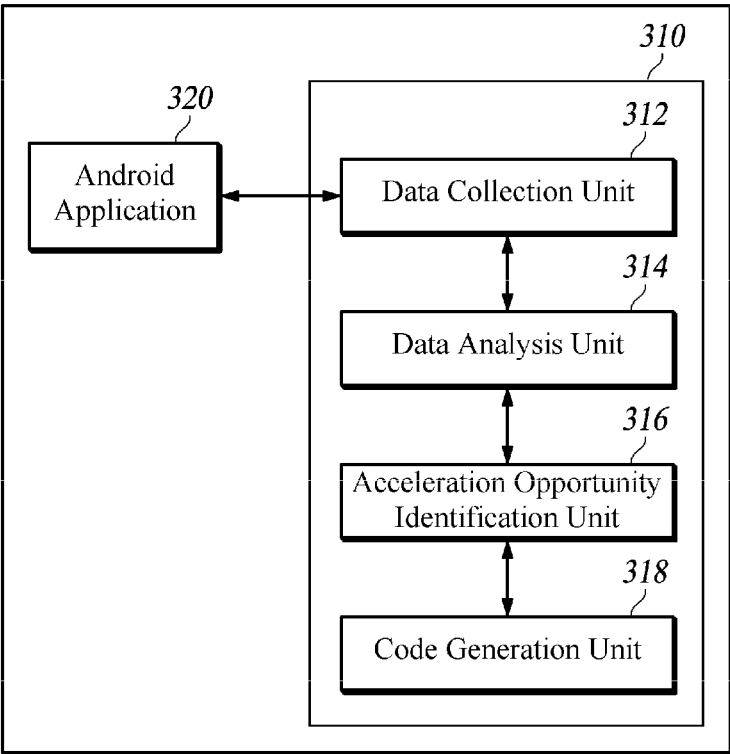 310
320
312
Android
Application
Data Collection Unit
314
Data Analysis Unit
316
Acceleration Opportunity
Identification Unit
318
Code Generation Unit